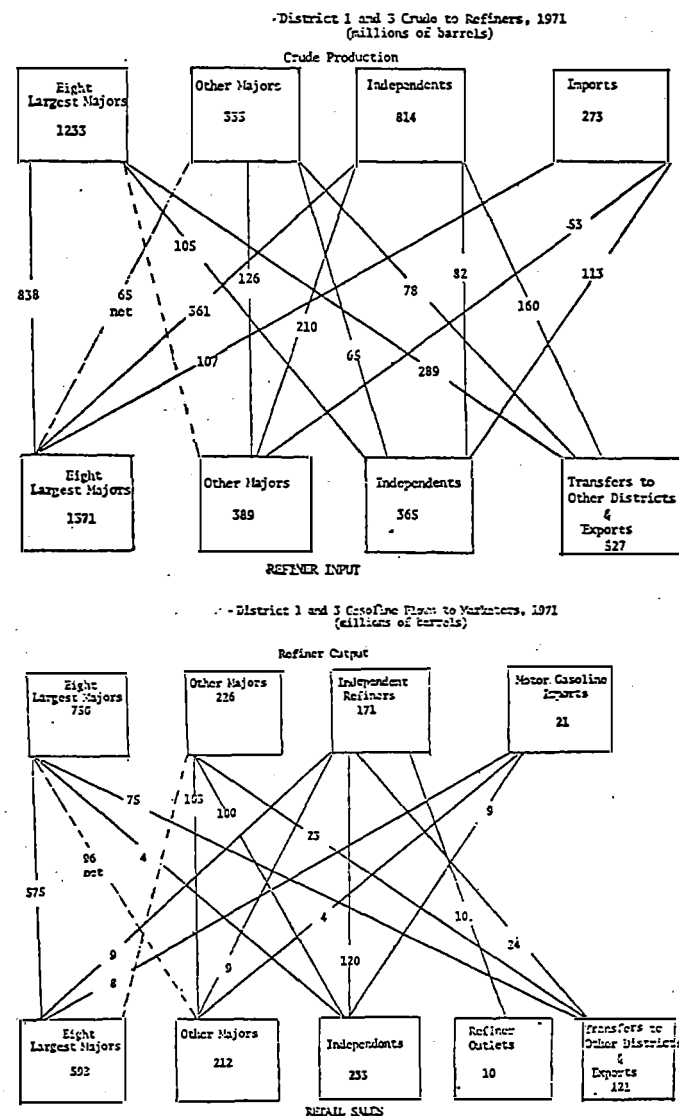 -District 1 and 3 Crude to Refiners, 1971
(millions of barrels)
Crude Production
Eight
Largest Majors
1233
Other Majors
333
Independents
814
Imports
273
838
65
net
105
361
107
126
210
65
78
289
82
160
53
113
Eight
Largest Majors
1371
Other Majors
389
Independents
365
Transfers to
Other Districts
&
Exports
527
REFINER INPUT
-District 1 and 3 Gasoline Flows to Marketers, 1971
(millions of barrels)
Refiner Output
Eight
Largest Majors
Other Majors
226
Independent
Refiners
171
Motor Gasoline
Imports
21
575
96
net
75
4
103
100
23
9
9
8
9
4
120
10
24
Eight
Largest Majors
Other Majors
212
Independents
233
Refiner
Outlets
10
Transfers to
Other Districts
&
Exports
121
RETAIL SALES